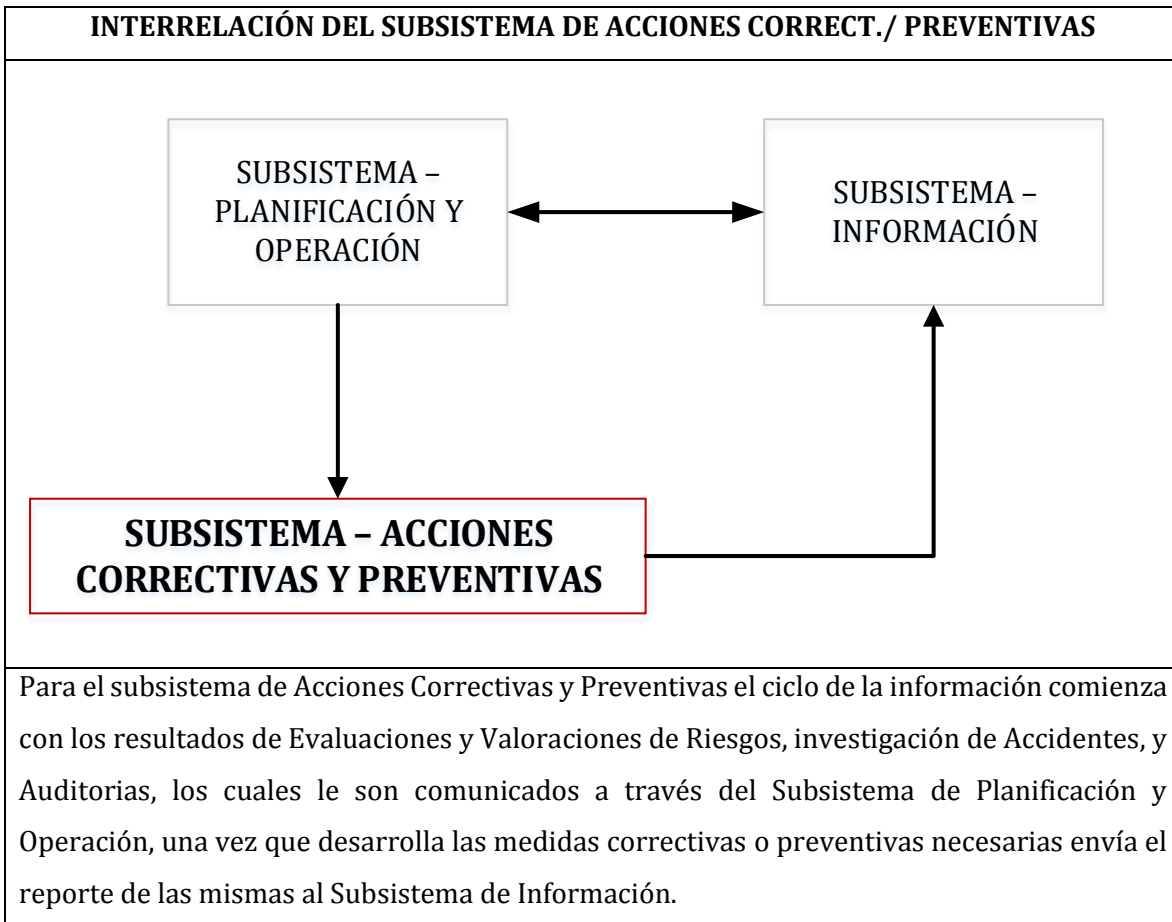 INTERRELACIÓN DEL SUBSISTEMA DE ACCIONES CORRECT./ PREVENTIVAS
SUBSISTEMA –
PLANIFICACIÓN Y
OPERACIÓN
SUBSISTEMA –
INFORMACIÓN
SUBSISTEMA – ACCIONES
CORRECTIVAS Y PREVENTIVAS
Para el subsistema de Acciones Correctivas y Preventivas el ciclo de la información comienza
con los resultados de Evaluaciones y Valoraciones de Riesgos, investigación de Accidentes, y
Auditorias, los cuales le son comunicados a través del Subsistema de Planificación y
Operación, una vez que desarrolla las medidas correctivas o preventivas necesarias envía el
reporte de las mismas al Subsistema de Información.